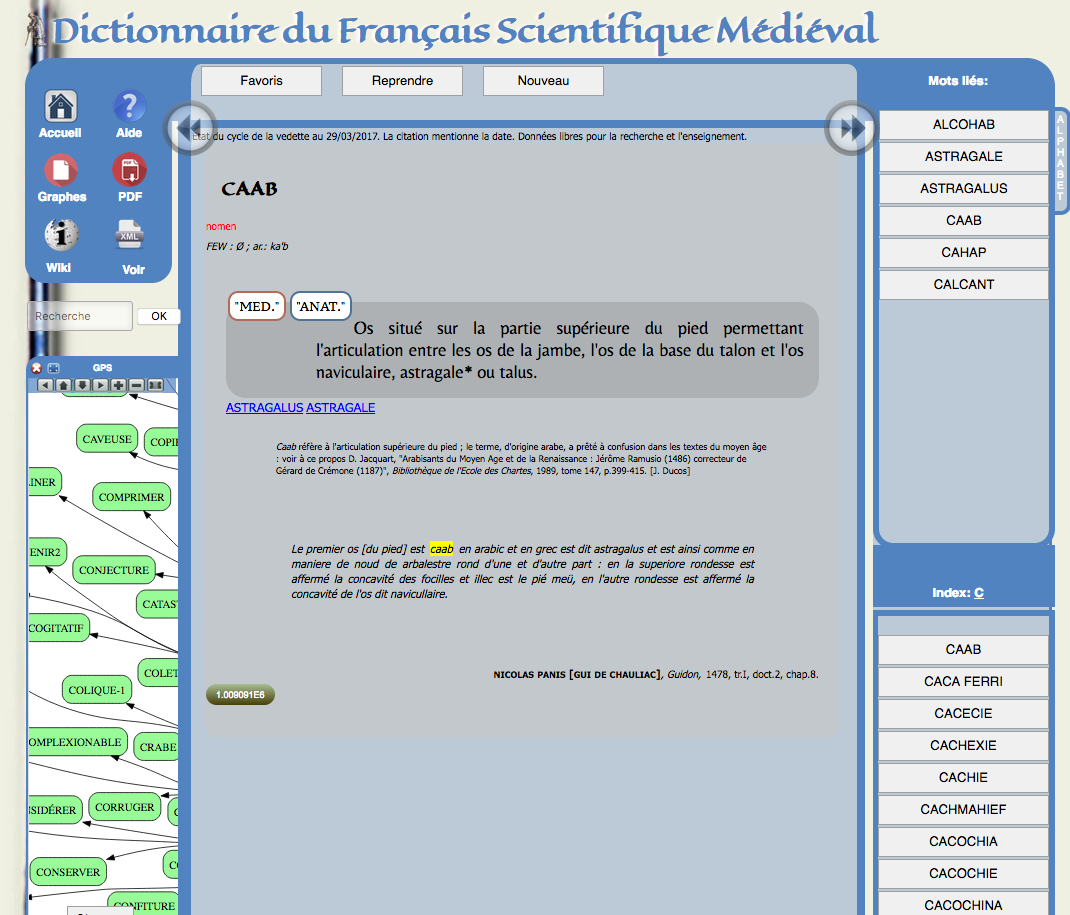 Dictionnaire du Français Scientifique Médiéval
Accueil
Aide
Graphes
PDF
PDF
XML
Wiki
Voir
Recherche
OK
GPS
CAVEUSE
COMPRIMER
CONJECTURE
COGITATIF
COLIQUE-1
CRABE
CORRUGER
CONSERVER
Favoris
Reprendre
Nouveau
État du cycle de la vedette au 29/03/2017. La citation mentionne la date. Données libres pour la recherche et l'enseignement.
CAAB
nomen
FEW : Ø ; ar.: ka'b
"MED."
"ANAT."
Os situé sur la partie supérieure du pied permettant
l'articulation entre les os de la jambe, l'os de la base du talon et l'os
naviculaire, astragale* ou talus.
ASTRAGALUS ASTRAGALE
Caab réfère à l'articulation supérieure du pied ; le terme, d'origine arabe, a prêté à confusion dans les textes du moyen âge
: voir à ce propos D. Jacquart, "Arabisants du Moyen Age et de la Renaissance : Jérôme Ramusio (1486) correcteur de
Gérard de Crémone (1187)", Bibliothèque de l'Ecole des Chartes, 1989, tome 147, p.399-415. [J. Ducos]
Le premier os [du pied] est caab en arabic et en grec est dit astragalus et est ainsi comme en
maniere de noud de arbalestre rond d'une et d'autre part : en la superiore rondesse est
affermé la concavité des focilles et illec est le pié meü, en l'autre rondesse est affermé la
concavité de l'os dit navicullaire.
NICOLAS PANIS [GUI DE CHAULIAC], Guidon, 1478, tr.I, doct.2, chap.8.
1.009091E6
Mots liés:
ALCOHAB
ASTRAGALE
ASTRAGALUS
CAAB
CAHAP
CALCANT
ALPHABET
Index: C
CAAB
CACA FERRI
CACECIE
CACHEXIE
CACHIE
CACHMAHIEF
CACOCHIA
CACOCHIE
CACOCHINA